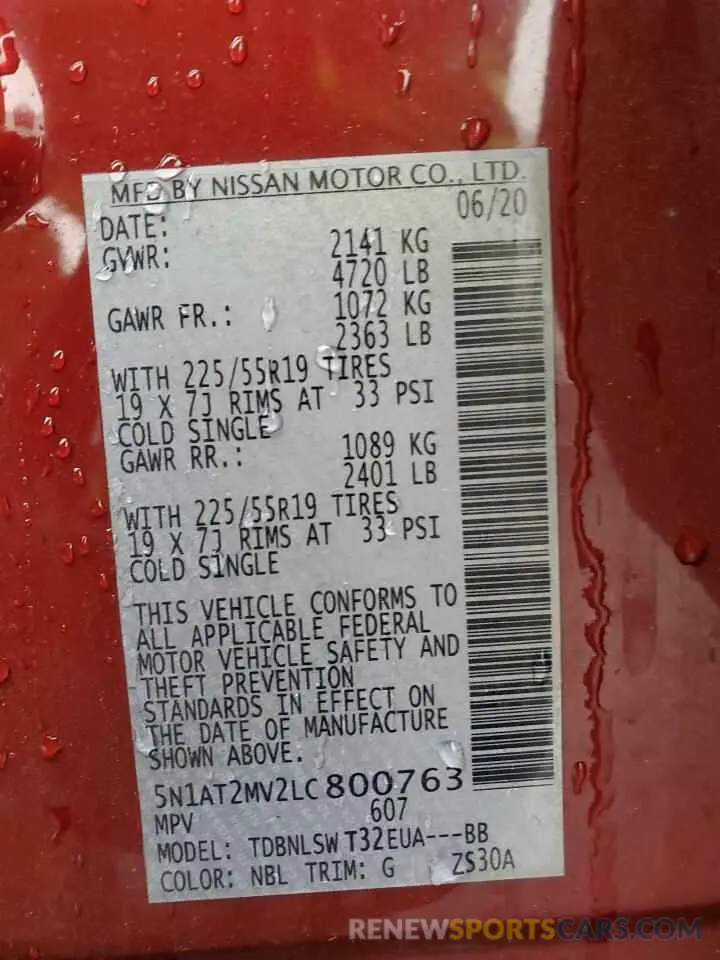 MFD BY NISSAN MOTOR CO., LTD.
DATE: 06/20
GVWR: 2141 KG
4720 LB
GAWR FR.: 1072 KG
2363 LB
WITH 225/55R19 TIRES
19 X 7J RIMS AT 33 PSI
COLD SINGLE
GAWR RR.: 1089 KG
2401 LB
WITH 225/55R19 TIRES
19 X 7J RIMS AT 33 PSI
COLD SINGLE
THIS VEHICLE CONFORMS TO
ALL APPLICABLE FEDERAL
MOTOR VEHICLE SAFETY AND
THEFT PREVENTION
STANDARDS IN EFFECT ON
THE DATE OF MANUFACTURE
SHOWN ABOVE.
5N1AT2MV2LC800763
MPV 607
MODEL: TDBNLSW T32EUA---BB
COLOR: NBL TRIM: G ZS30A
RENEWSPORTSCARS.COM